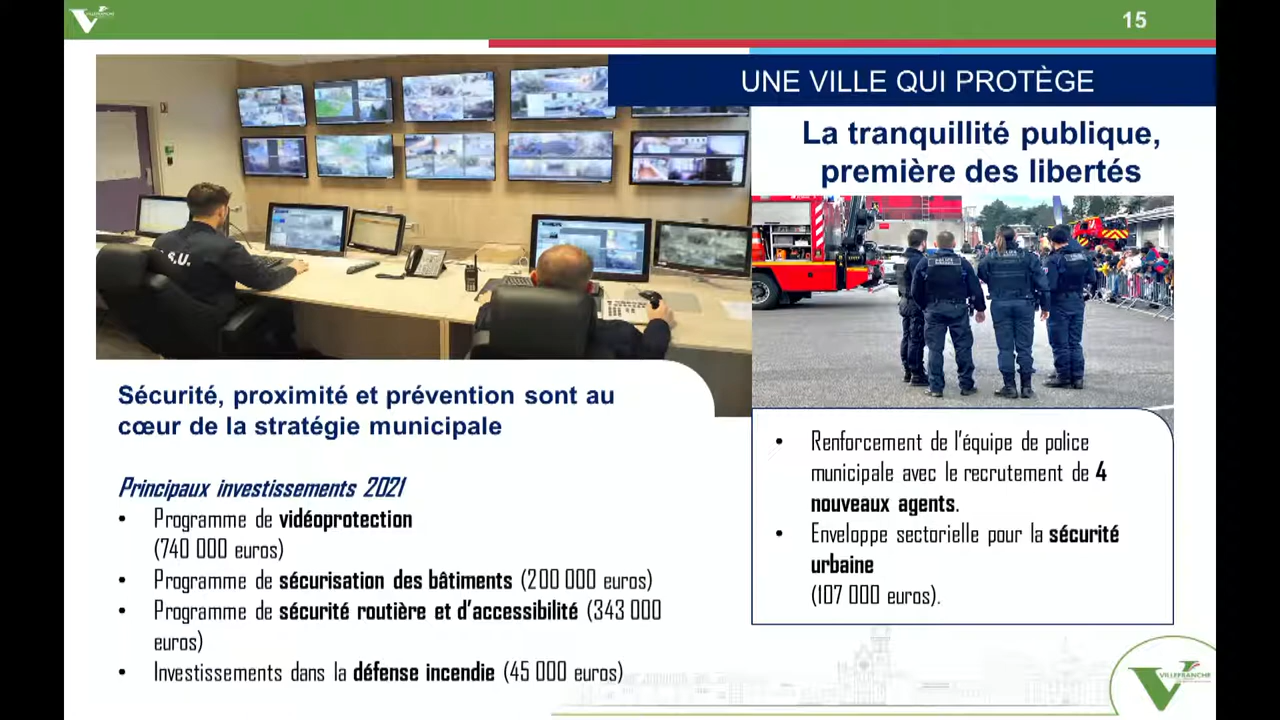 VILLEFRANCHE
15
UNE VILLE QUI PROTÈGE
La tranquillité publique,
première des libertés
S.U.
POLICE
Sécurité, proximité et prévention sont au
cœur de la stratégie municipale
Principaux investissements 2021
• Programme de vidéoprotection
(740 000 euros)
• Programme de sécurisation des bâtiments (200 000 euros)
• Programme de sécurité routière et d'accessibilité (343 000
euros)
• Investissements dans la défense incendie (45 000 euros)
• Renforcement de l'équipe de police
municipale avec le recrutement de 4
nouveaux agents.
• Enveloppe sectorielle pour la sécurité
urbaine
(107 000 euros).
VILLEFRANCHE